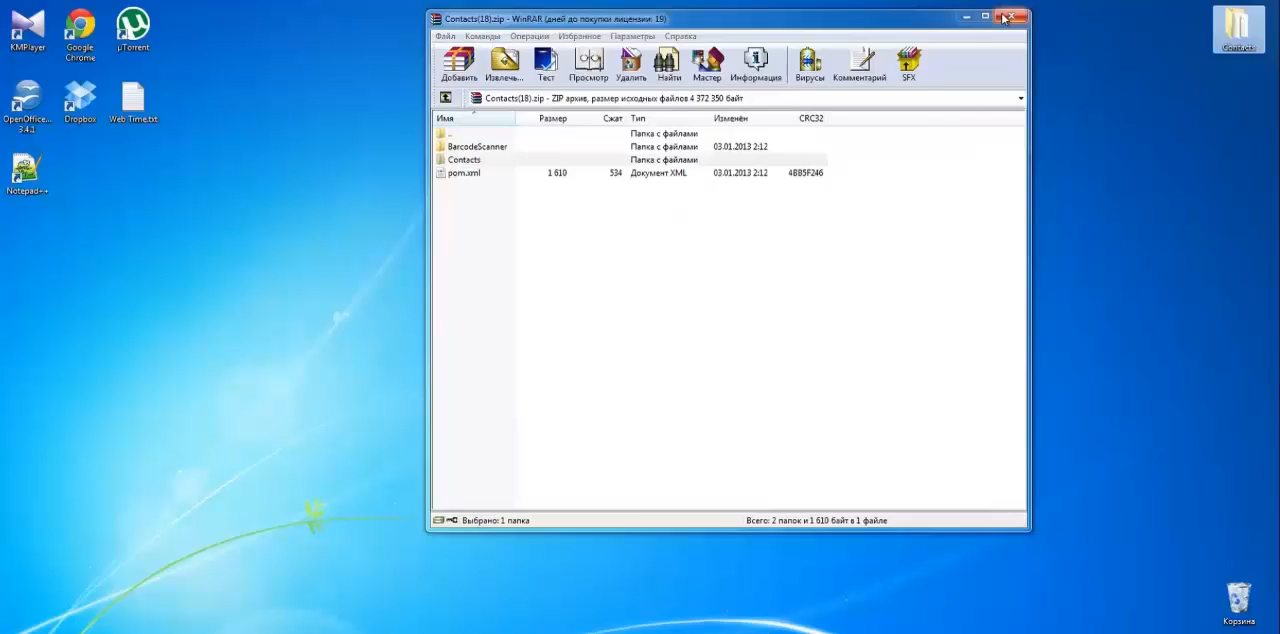 KMPlayer
Google
Chrome
µTorrent
OpenOffice...
3.4.1
Dropbox
Web Time.txt
Notepad++
Contacts(18).zip - WinRAR (дней до покупки лицензии: 19)
Файл Команды Операции Избранное Параметры Справка
Добавить Извлечь... Тест Просмотр Удалить Найти Мастер Информация Вирусы Комментарий SFX
Contacts(18).zip - ZIP архив, размер исходных файлов 4 372 350 байт
Имя Размер Сжат Тип Изменён CRC32
.. Папка с файлами
BarcodeScanner Папка с файлами 03.01.2013 2:12
Contacts Папка с файлами
pom.xml 1 610 534 Документ XML 03.01.2013 2:12 4BB5F246
Выбрано: 1 папка Всего: 2 папок и 1 610 байт в 1 файле
Contacts
Корзина